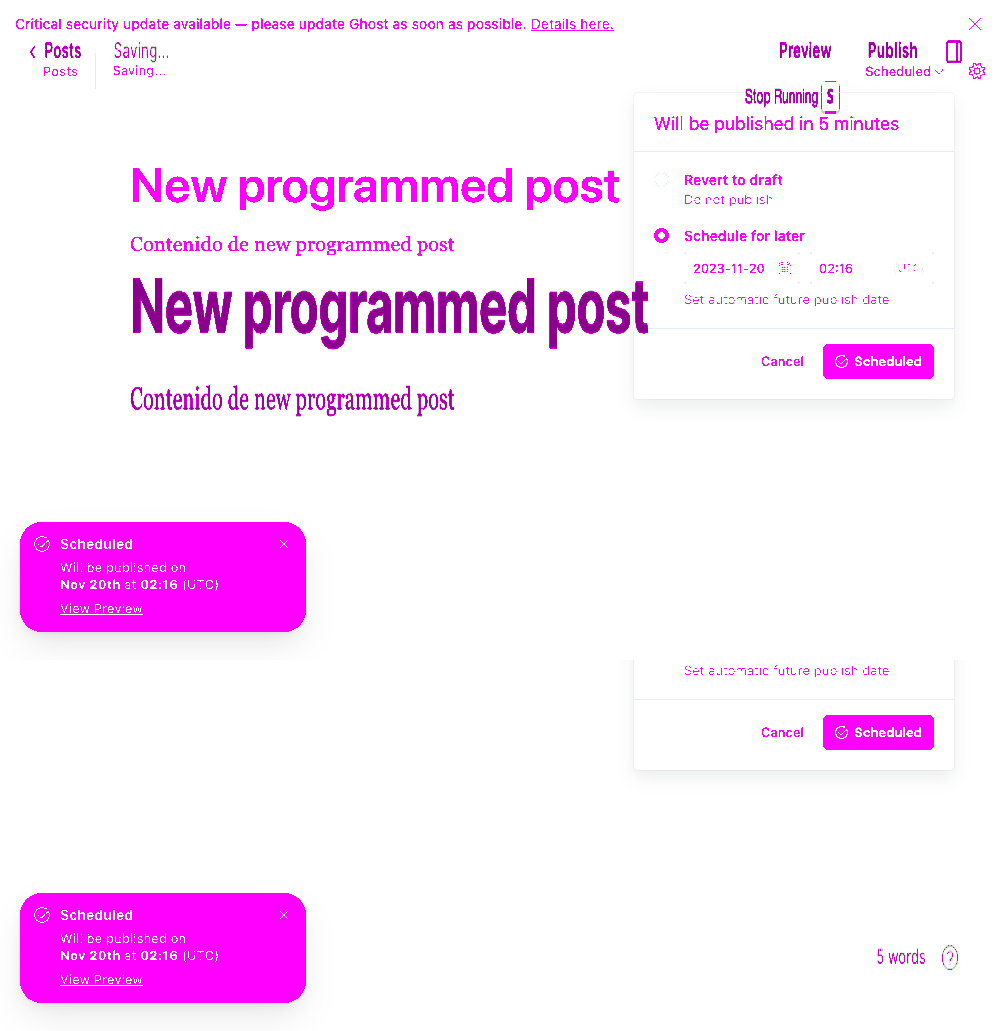 Critical security update available — please update Ghost as soon as possible. Details here.
Posts Saving... Preview Publish
Posts Saving... Scheduled
Stop Running S
Will be published in 5 minutes
New programmed post
Revert to draft
Do not publish
Schedule for later
Contenido de new programmed post
2023-11-20 02:16 UTC
New programmed post
Set automatic future publish date
Cancel Scheduled
Contenido de new programmed post
Scheduled
Will be published on
Nov 20th at 02:16 (UTC)
View Preview
Set automatic future publish date
Cancel Scheduled
Scheduled
Will be published on
Nov 20th at 02:16 (UTC)
View Preview
5 words ?